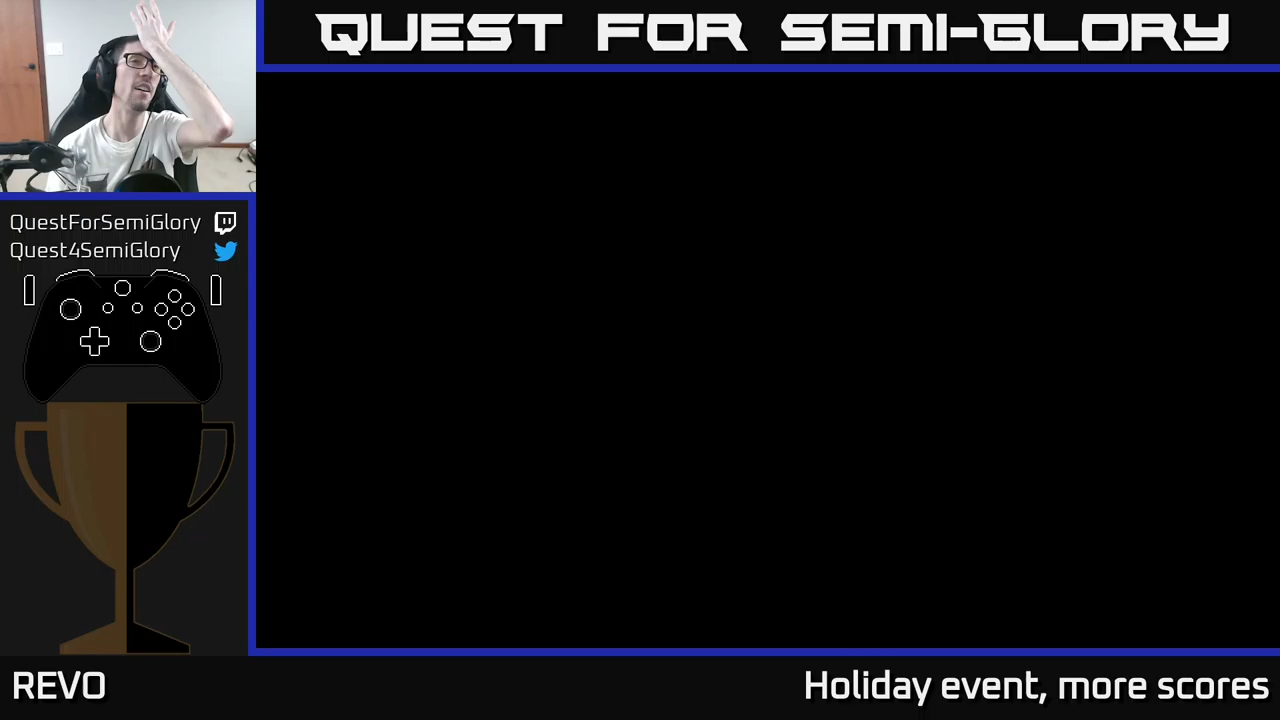 QUEST FOR SEMI-GLORY
QuestForSemiGlory
Quest4SemiGlory
REVO
Holiday event, more scores